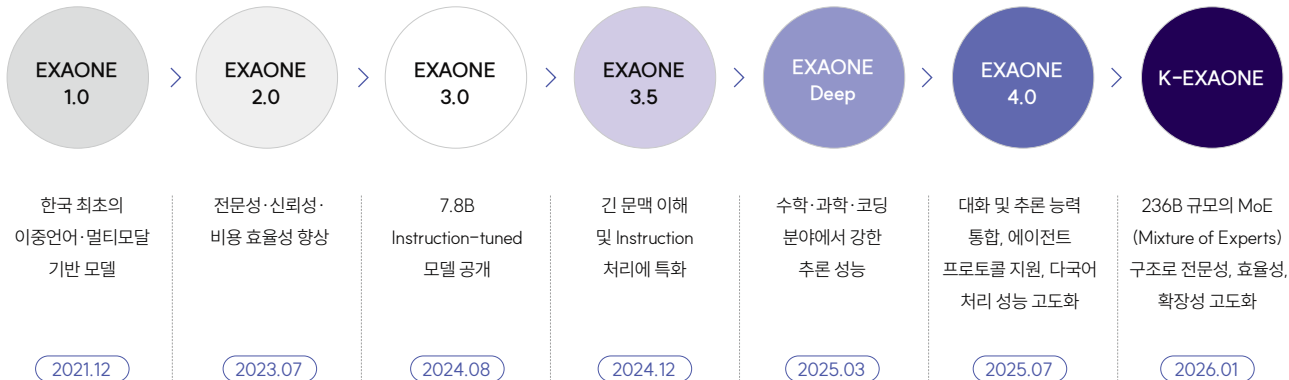 EXAONE
1.0
EXAONE
2.0
EXAONE
3.0
EXAONE
3.5
EXAONE
Deep
EXAONE
4.0
K-EXAONE
한국 최초의
이중언어·멀티모달
기반 모델
전문성·신뢰성·
비용 효율성 향상
7.8B
Instruction-tuned
모델 공개
긴 문맥 이해
및 Instruction
처리에 특화
수학·과학·코딩
분야에서 강한
추론 성능
대화 및 추론 능력
통합, 에이전트
프로토콜 지원, 다국어
처리 성능 고도화
236B 규모의 MoE
(Mixture of Experts)
구조로 전문성, 효율성,
확장성 고도화
2021.12
2023.07
2024.08
2024.12
2025.03
2025.07
2026.01